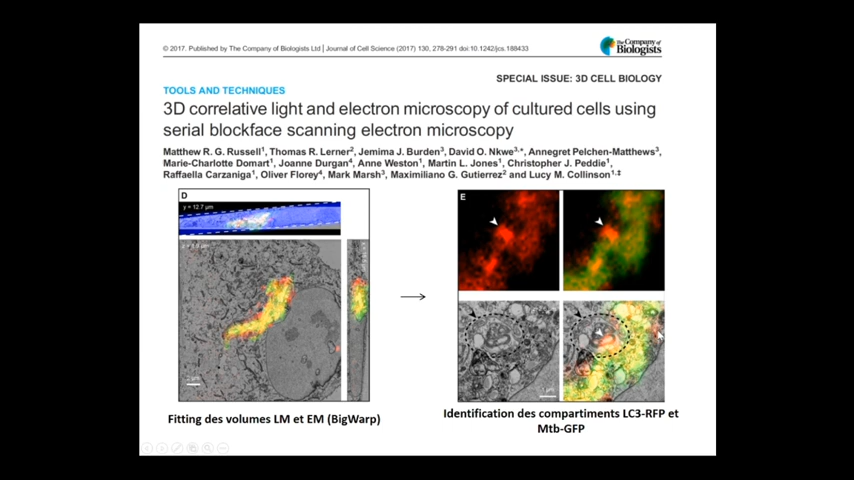 © 2017. Published by The Company of Biologists Ltd | Journal of Cell Science (2017) 130, 278-291 doi:10.1242/jcs.188433
The Company of
Biologists
SPECIAL ISSUE: 3D CELL BIOLOGY
TOOLS AND TECHNIQUES
3D correlative light and electron microscopy of cultured cells using
serial blockface scanning electron microscopy
Matthew R. G. Russell1, Thomas R. Lerner2, Jemima J. Burden3, David O. Nkwe3,*, Annegret Pelchen-Matthews3,
Marie-Charlotte Domart1, Joanne Durgan4, Anne Weston1, Martin L. Jones1, Christopher J. Peddie1,
Raffaella Carzaniga1, Oliver Florey4, Mark Marsh3, Maximiliano G. Gutierrez2 and Lucy M. Collinson1,‡
D
y = 12.7 µm
E
Fitting des volumes LM et EM (BigWarp)
Identification des compartiments LC3-RFP et
Mtb-GFP